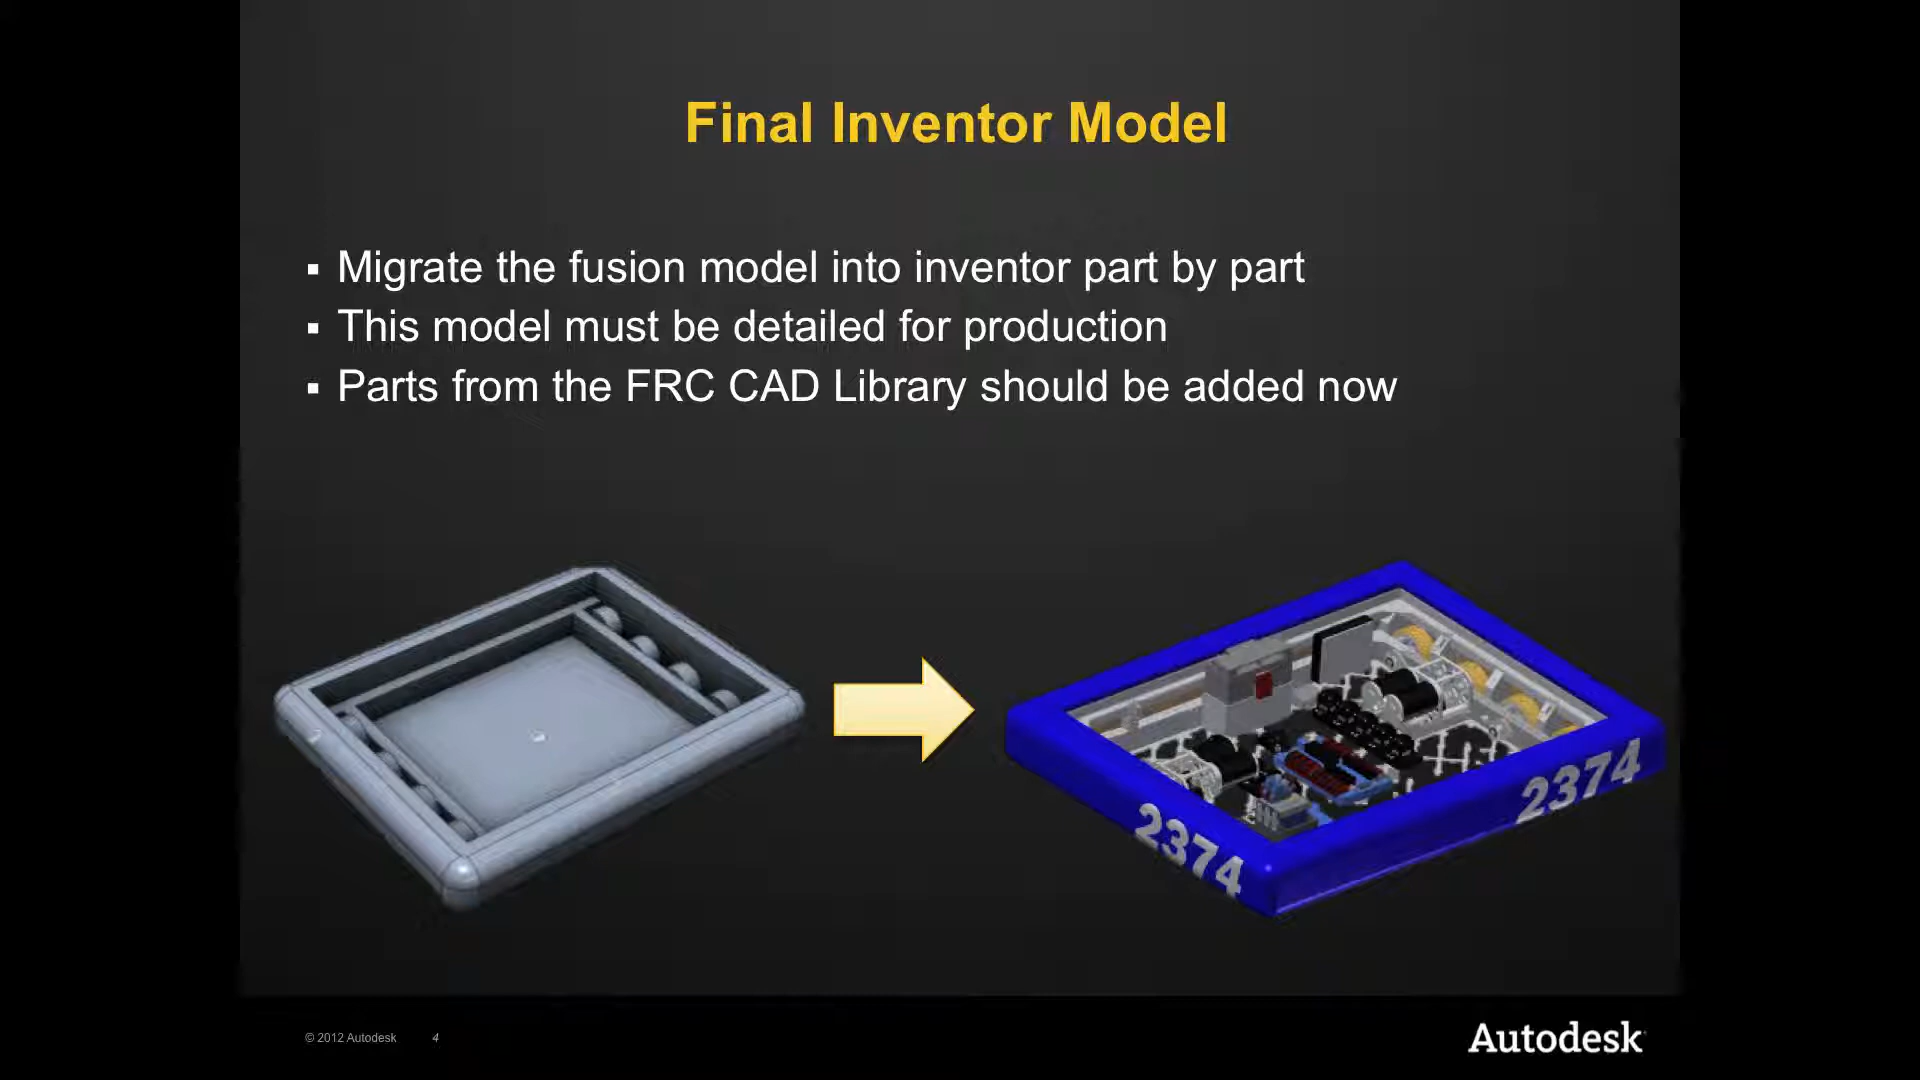 Final Inventor Model
▪ Migrate the fusion model into inventor part by part
▪ This model must be detailed for production
▪ Parts from the FRC CAD Library should be added now
2374
2374
© 2012 Autodesk 4
Autodesk